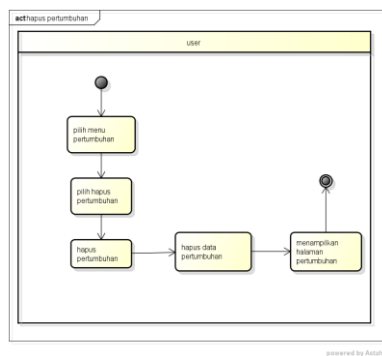 act hapus pertumbuhan
user
pilih menu
pertumbuhan
pilih hapus
pertumbuhan
hapus
pertumbuhan
hapus data
pertumbuhan
menampilkan
halaman
pertumbuhan
powered by Astah